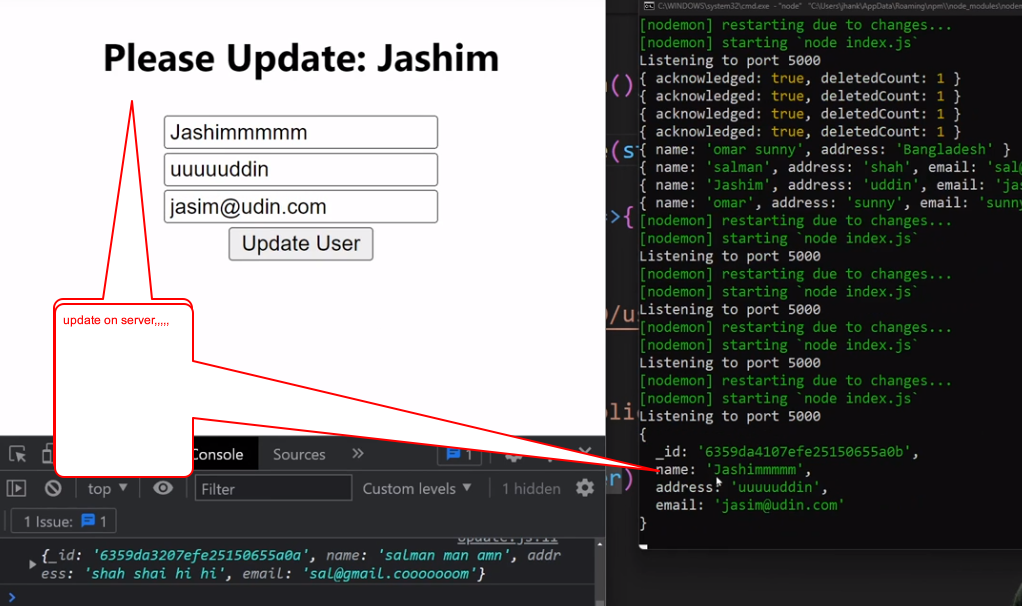 Please Update: Jashim
Jashimmmmm
uuuuuddin
jasim@udin.com
Update User
update on server,,,,,
Console
Sources
»
1
top ▼
Filter
Custom levels ▼
1 hidden
1 Issue:
1
{_id: '6359da3207efe25150655a0a', name: 'salman man amn', addr
ess: 'shah shai hi hi', email: 'sal@gmail.cooooooom'}
>
C:\WINDOWS\system32\cmd.exe - "node" "C:\Users\jhank\AppData\Roaming\npm\\node_modules\nodem
[nodemon] restarting due to changes...
[nodemon] starting `node index.js`
Listening to port 5000
{ acknowledged: true, deletedCount: 1 }
{ acknowledged: true, deletedCount: 1 }
{ acknowledged: true, deletedCount: 1 }
{ acknowledged: true, deletedCount: 1 }
{ name: 'omar sunny', address: 'Bangladesh' }
{ name: 'salman', address: 'shah', email: 'sal@
{ name: 'Jashim', address: 'uddin', email: 'jas
{ name: 'omar', address: 'sunny', email: 'sunny
[nodemon] restarting due to changes...
[nodemon] starting `node index.js`
Listening to port 5000
[nodemon] restarting due to changes...
[nodemon] starting `node index.js`
Listening to port 5000
[nodemon] restarting due to changes...
[nodemon] starting `node index.js`
Listening to port 5000
[nodemon] restarting due to changes...
[nodemon] starting `node index.js`
Listening to port 5000
{
_id: '6359da4107efe25150655a0b',
name: 'Jashimmmmm',
address: 'uuuuuddin',
email: 'jasim@udin.com'
}